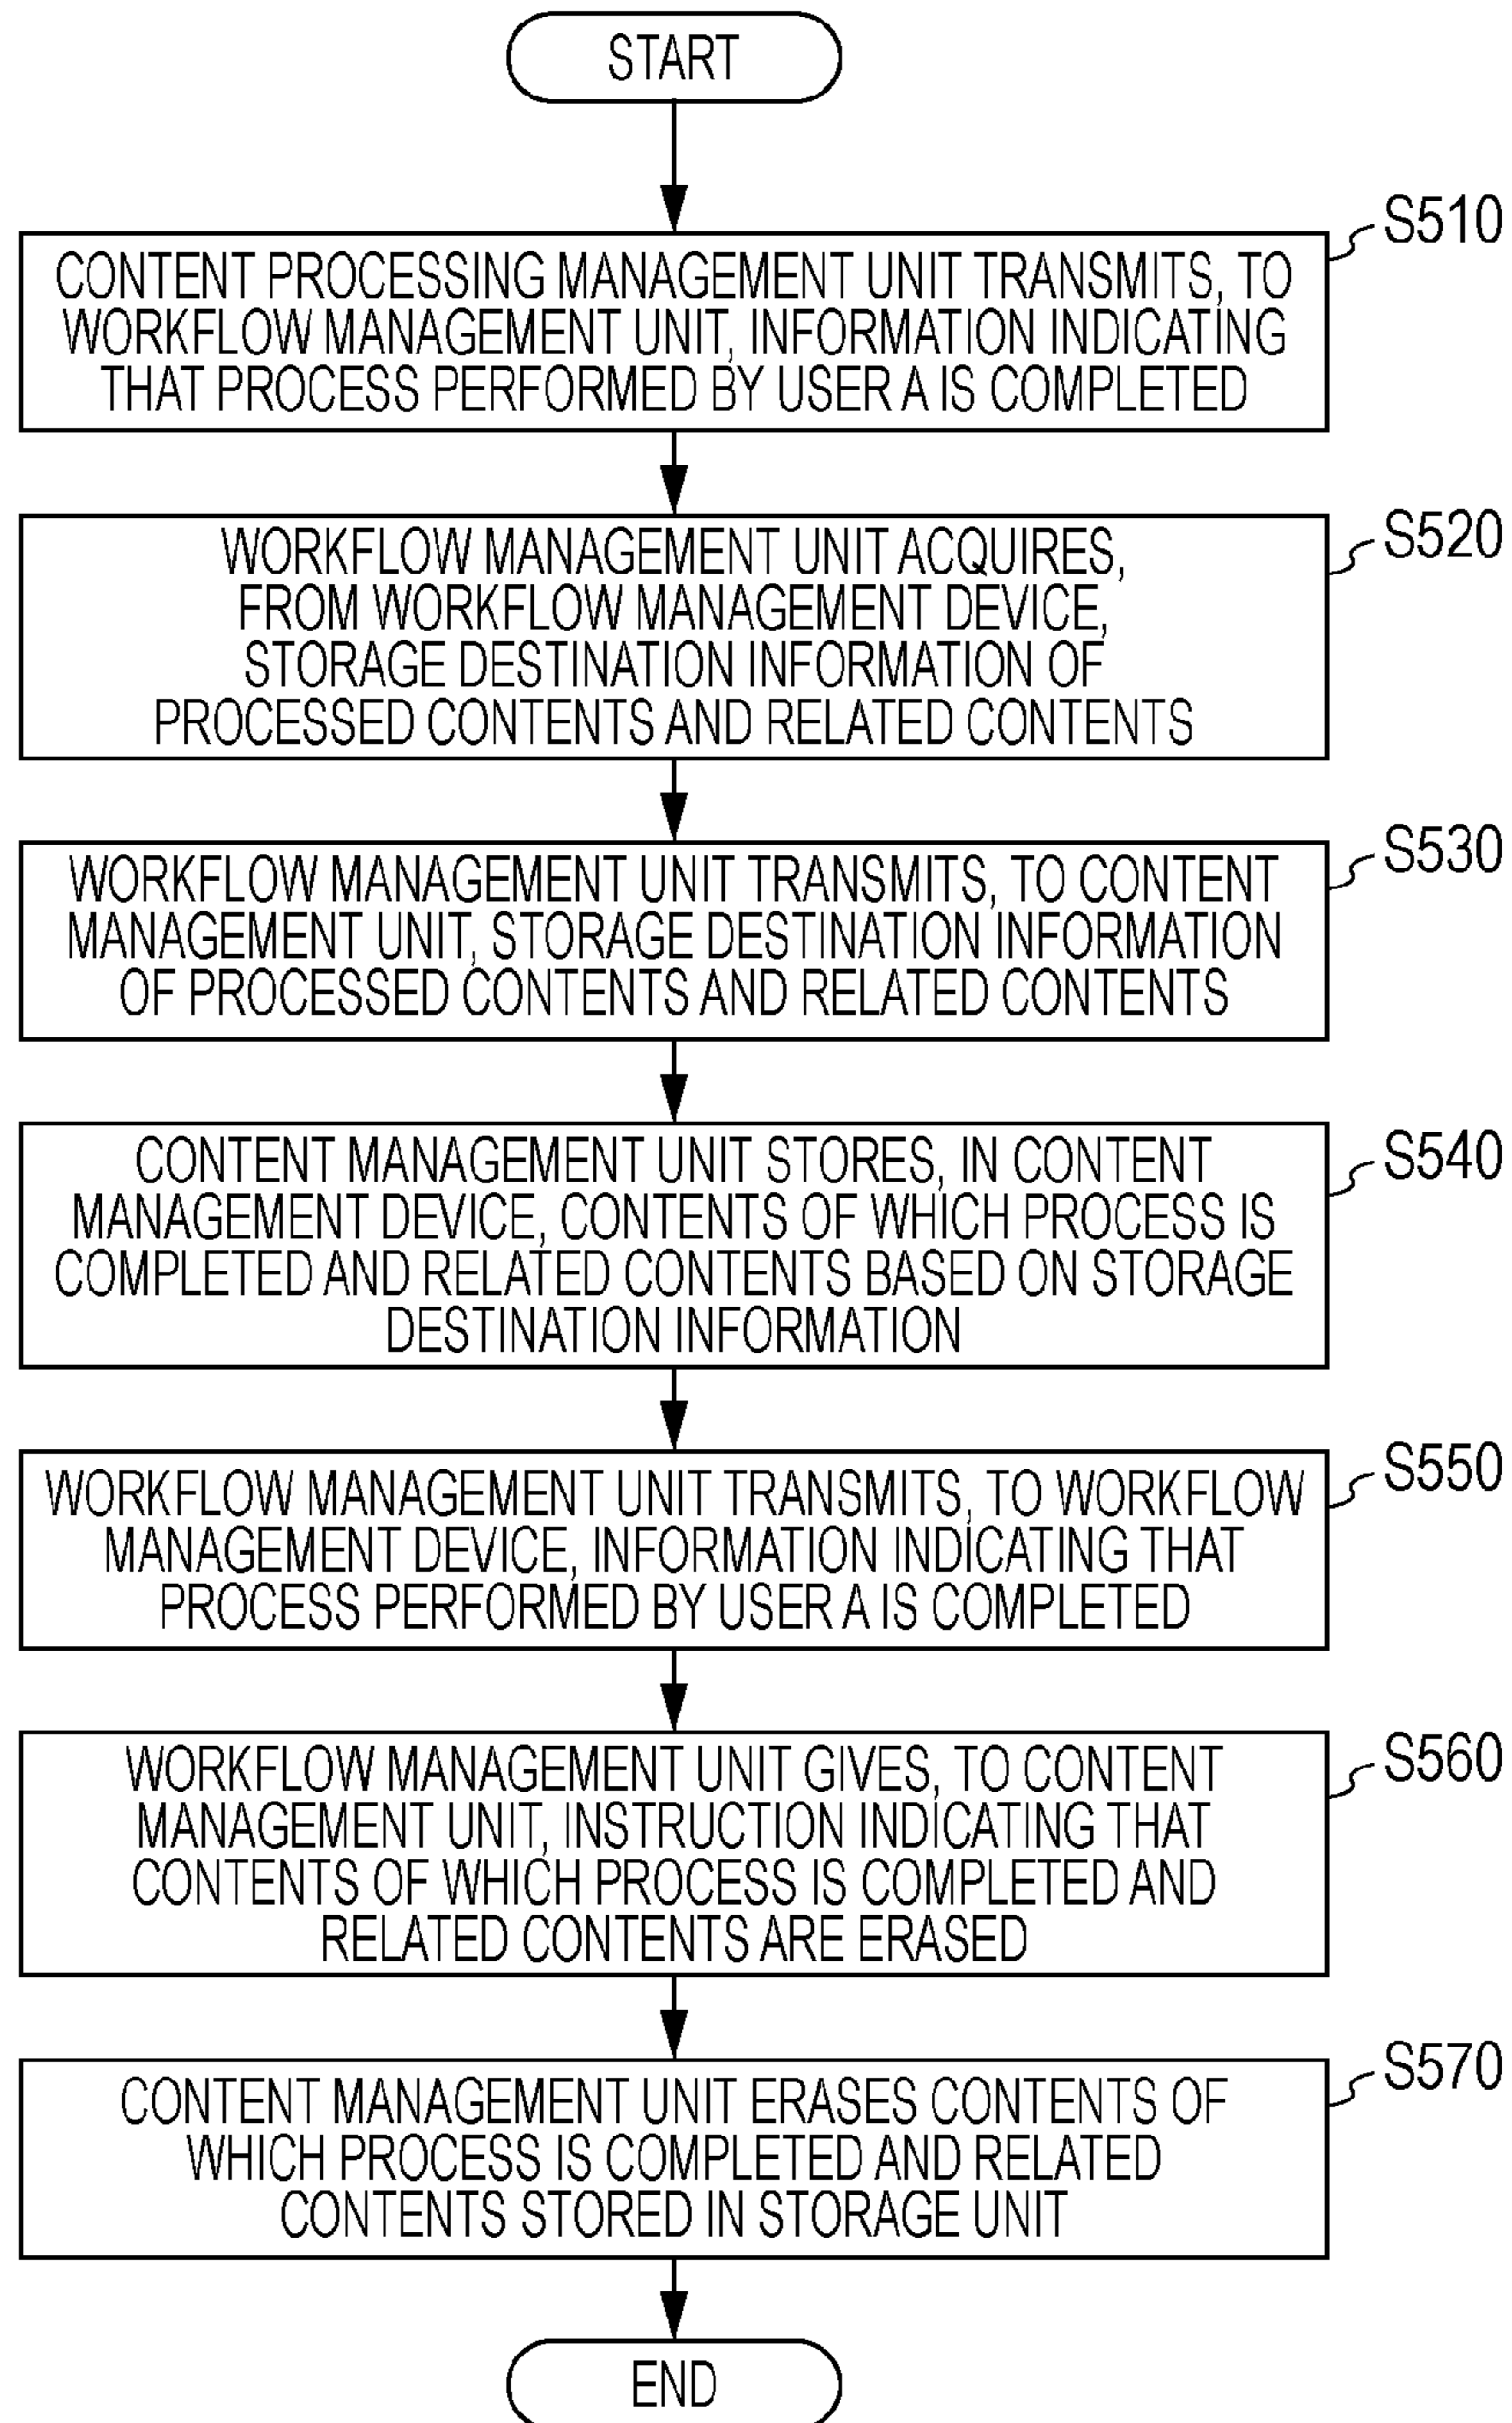 START
S510
CONTENT PROCESSING MANAGEMENT UNIT TRANSMITS, TO
WORKFLOW MANAGEMENT UNIT, INFORMATION INDICATING
THAT PROCESS PERFORMED BY USER A IS COMPLETED
S520
WORKFLOW MANAGEMENT UNIT ACQUIRES,
FROM WORKFLOW MANAGEMENT DEVICE,
STORAGE DESTINATION INFORMATION OF
PROCESSED CONTENTS AND RELATED CONTENTS
S530
WORKFLOW MANAGEMENT UNIT TRANSMITS, TO CONTENT
MANAGEMENT UNIT, STORAGE DESTINATION INFORMATION
OF PROCESSED CONTENTS AND RELATED CONTENTS
S540
CONTENT MANAGEMENT UNIT STORES, IN CONTENT
MANAGEMENT DEVICE, CONTENTS OF WHICH PROCESS IS
COMPLETED AND RELATED CONTENTS BASED ON STORAGE
DESTINATION INFORMATION
S550
WORKFLOW MANAGEMENT UNIT TRANSMITS, TO WORKFLOW
MANAGEMENT DEVICE, INFORMATION INDICATING THAT
PROCESS PERFORMED BY USER A IS COMPLETED
S560
WORKFLOW MANAGEMENT UNIT GIVES, TO CONTENT
MANAGEMENT UNIT, INSTRUCTION INDICATING THAT
CONTENTS OF WHICH PROCESS IS COMPLETED AND
RELATED CONTENTS ARE ERASED
S570
CONTENT MANAGEMENT UNIT ERASES CONTENTS OF
WHICH PROCESS IS COMPLETED AND RELATED
CONTENTS STORED IN STORAGE UNIT
END